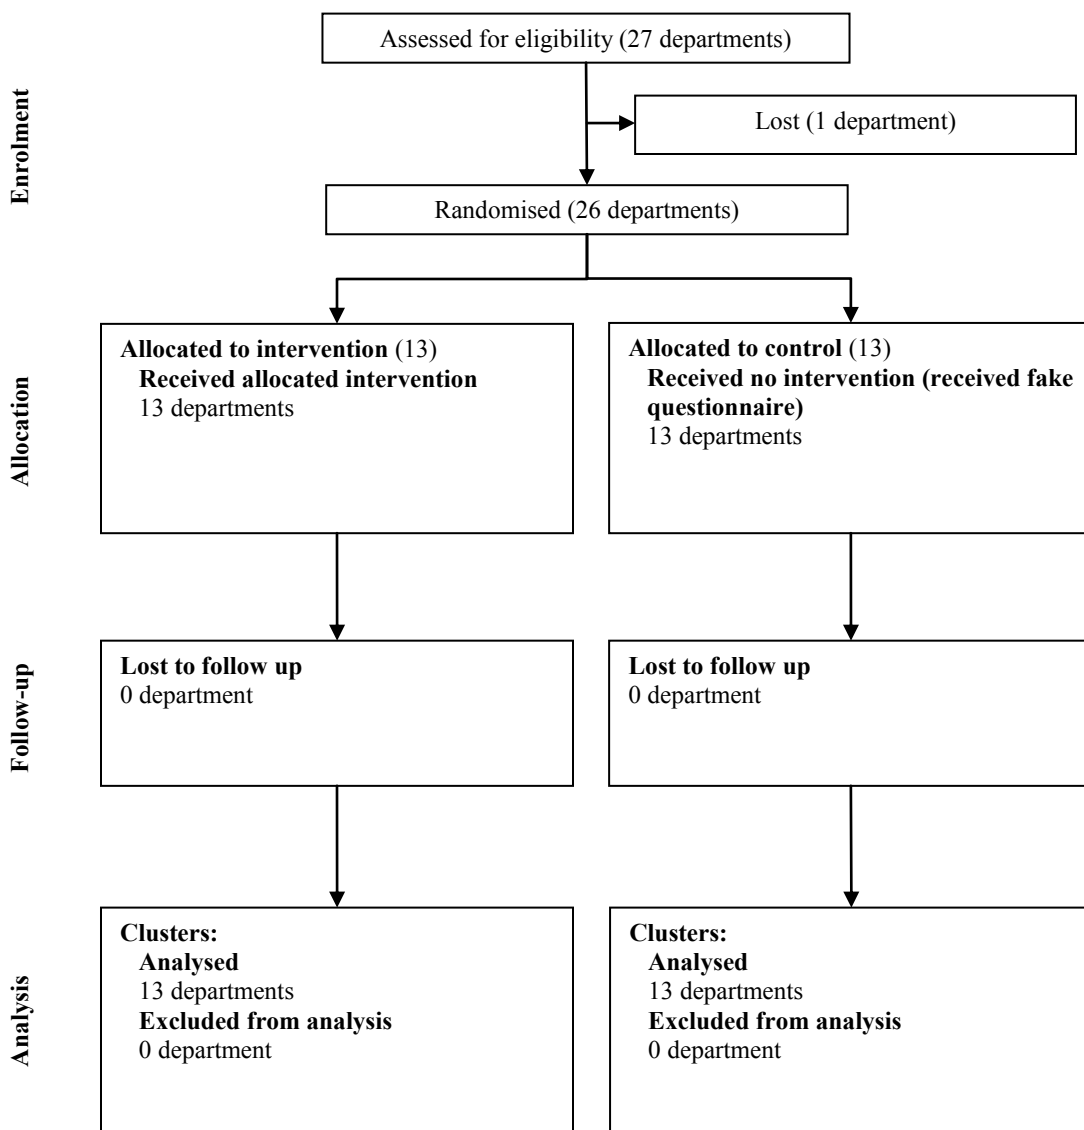 Assessed for eligibility (27 departments)
Enrolment
Lost (1 department)
Randomised (26 departments)
Allocation
Allocated to intervention (13)
Received allocated intervention
13 departments
Allocated to control (13)
Received no intervention (received fake
questionnaire)
13 departments
Follow-up
Lost to follow up
0 department
Lost to follow up
0 department
Analysis
Clusters:
Analysed
13 departments
Excluded from analysis
0 department
Clusters:
Analysed
13 departments
Excluded from analysis
0 department